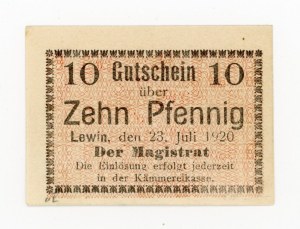 10 Gutschein 10
über
Zehn Pfennig
Lewin, den 23. Juli 1920
Der Magistrat
Die Einlösung erfolgt jederzeit
in der Kämmereikasse.